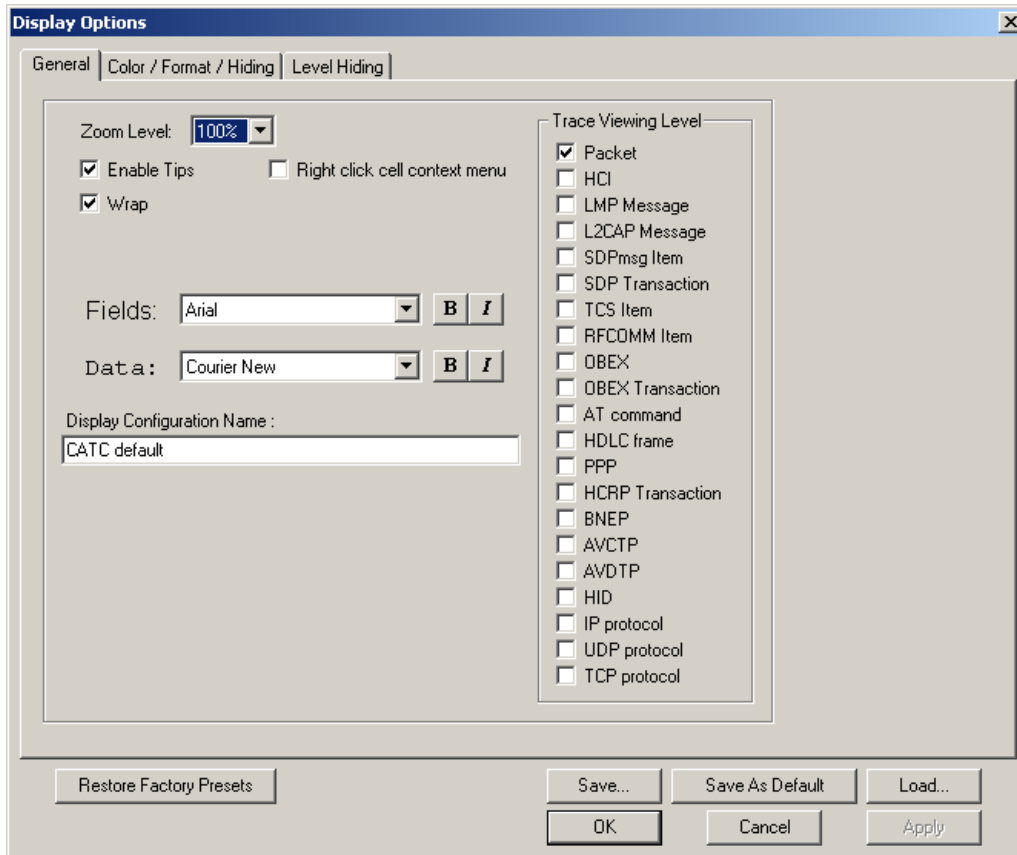 Display Options
General
Color / Format / Hiding
Level Hiding
Zoom Level: 100%
Enable Tips
Right click cell context menu
Wrap
Fields: Arial B I
Data: Courier New B I
Display Configuration Name :
CATC default
Trace Viewing Level
Packet
HCI
LMP Message
L2CAP Message
SDPmsg Item
SDP Transaction
TCS Item
RFCOMM Item
OBEX
OBEX Transaction
AT command
HDLC frame
PPP
HCRP Transaction
BNEP
AVCTP
AVDTP
HID
IP protocol
UDP protocol
TCP protocol
Restore Factory Presets
Save...
Save As Default
Load...
OK
Cancel
Apply